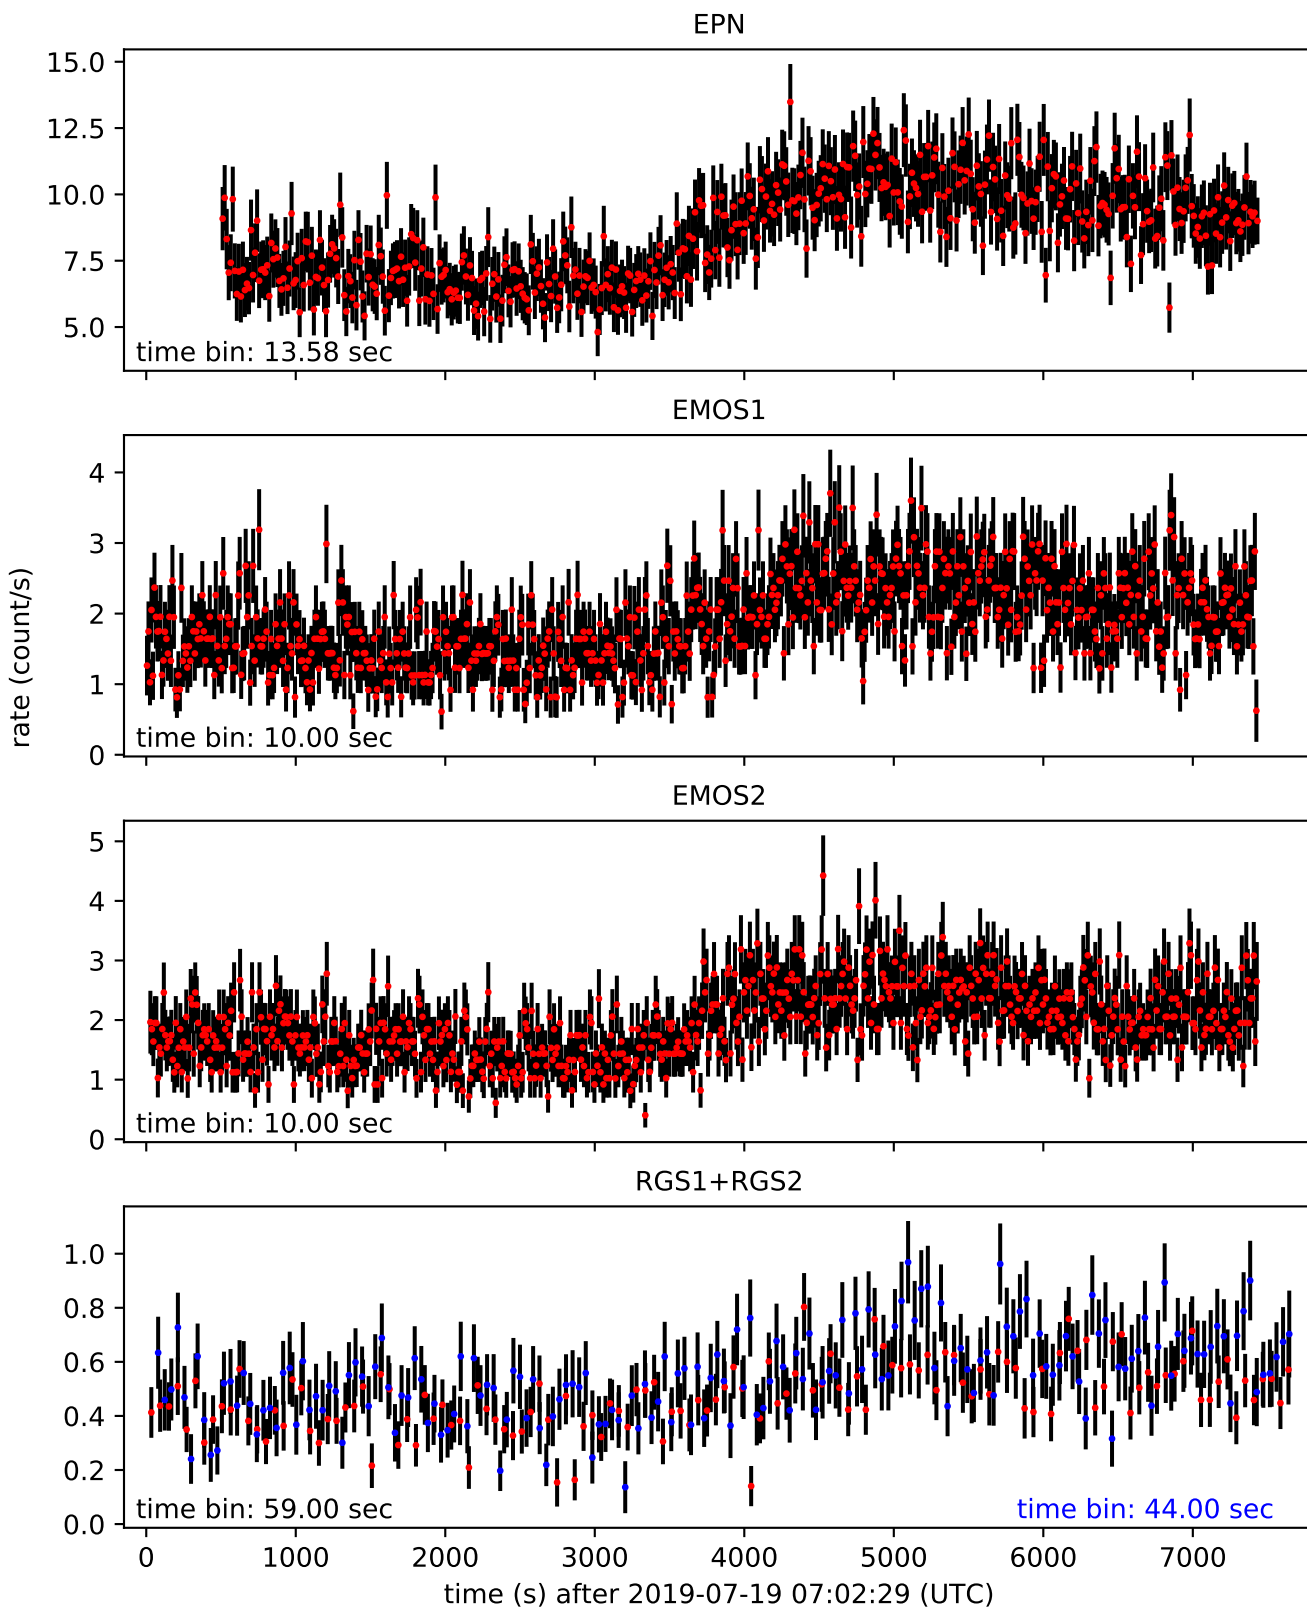 EPN
15.0
12.5
10.0
7.5
5.0
time bin: 13.58 sec
EMOS1
4
3
2
1
0
time bin: 10.00 sec
rate (count/s)
EMOS2
5
4
3
2
1
0
time bin: 10.00 sec
RGS1+RGS2
1.0
0.8
0.6
0.4
0.2
0.0
time bin: 59.00 sec time bin: 44.00 sec
0 1000 2000 3000 4000 5000 6000 7000
time (s) after 2019-07-19 07:02:29 (UTC)